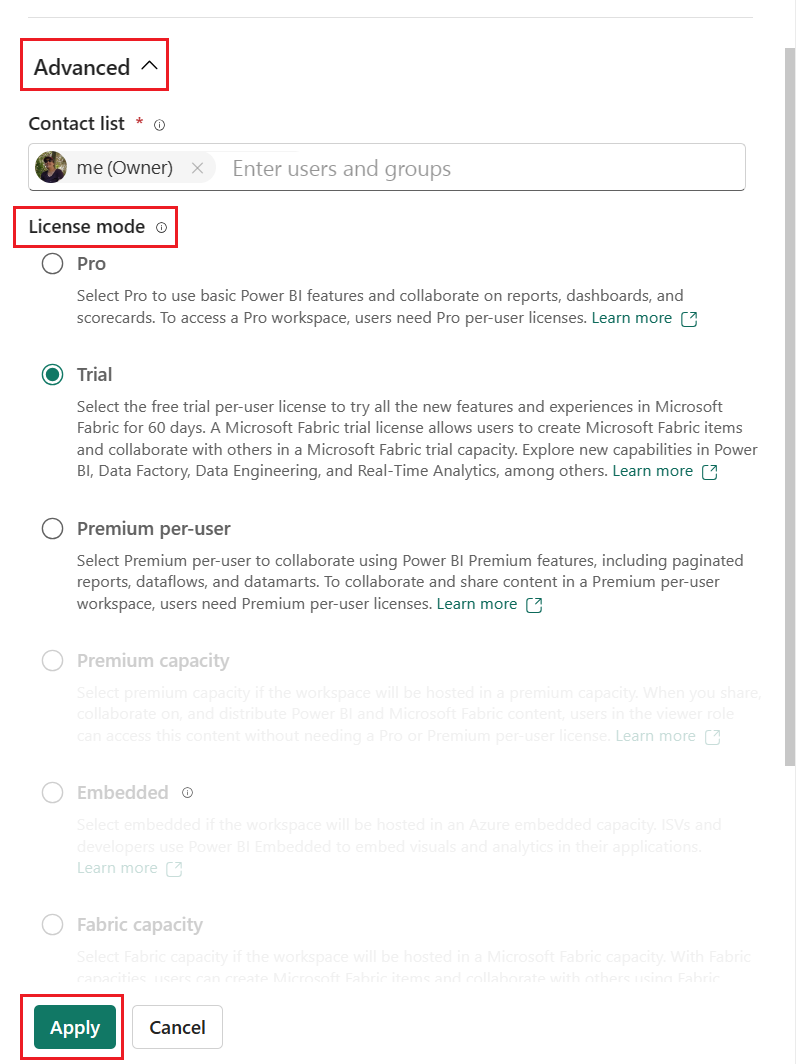 Advanced
Contact list *
me (Owner) Enter users and groups
License mode
Pro
Select Pro to use basic Power BI features and collaborate on reports, dashboards, and
scorecards. To access a Pro workspace, users need Pro per-user licenses. Learn more
Trial
Select the free trial per-user license to try all the new features and experiences in Microsoft
Fabric for 60 days. A Microsoft Fabric trial license allows users to create Microsoft Fabric items
and collaborate with others in a Microsoft Fabric trial capacity. Explore new capabilities in Power
BI, Data Factory, Data Engineering, and Real-Time Analytics, among others. Learn more
Premium per-user
Select Premium per-user to collaborate using Power BI Premium features, including paginated
reports, dataflows, and datamarts. To collaborate and share content in a Premium per-user
workspace, users need Premium per-user licenses. Learn more
Premium capacity
Select premium capacity if the workspace will be hosted in a premium capacity. When you share,
collaborate on, and distribute Power BI and Microsoft Fabric content, users in the viewer role
can access this content without needing a Pro or Premium per-user license. Learn more
Embedded
Select embedded if the workspace will be hosted in an Azure embedded capacity. ISVs and
developers use Power BI Embedded to embed visuals and analytics in their applications.
Learn more
Fabric capacity
Select Fabric capacity if the workspace will be hosted in a Microsoft Fabric capacity. With Fabric
capacities, users can create Microsoft Fabric items and collaborate with others using Fabric
Apply Cancel